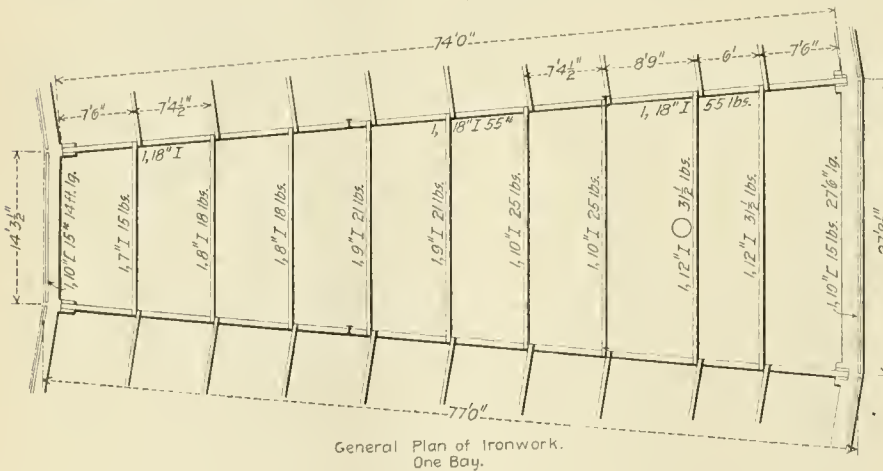 74'0"
7'6"
7'4½"
7'4½"
8'9"
6'
7'6"
1, 18" I
1, 18" I 55#
1, 18" I 55 lbs.
14'3½"
1, 10" [ 15# 14 ft. lg.
1, 7" I 15 lbs.
1, 8" I 18 lbs.
1, 8" I 18 lbs.
1, 9" I 21 lbs.
1, 9" I 21 lbs.
1, 10" I 25 lbs.
1, 10" I 25 lbs.
1, 12" I 31½ lbs.
1, 12" I 31½ lbs.
1, 10" [ 15 lbs. 27'6" lg.
77'0"
General Plan of Ironwork.
One Bay.